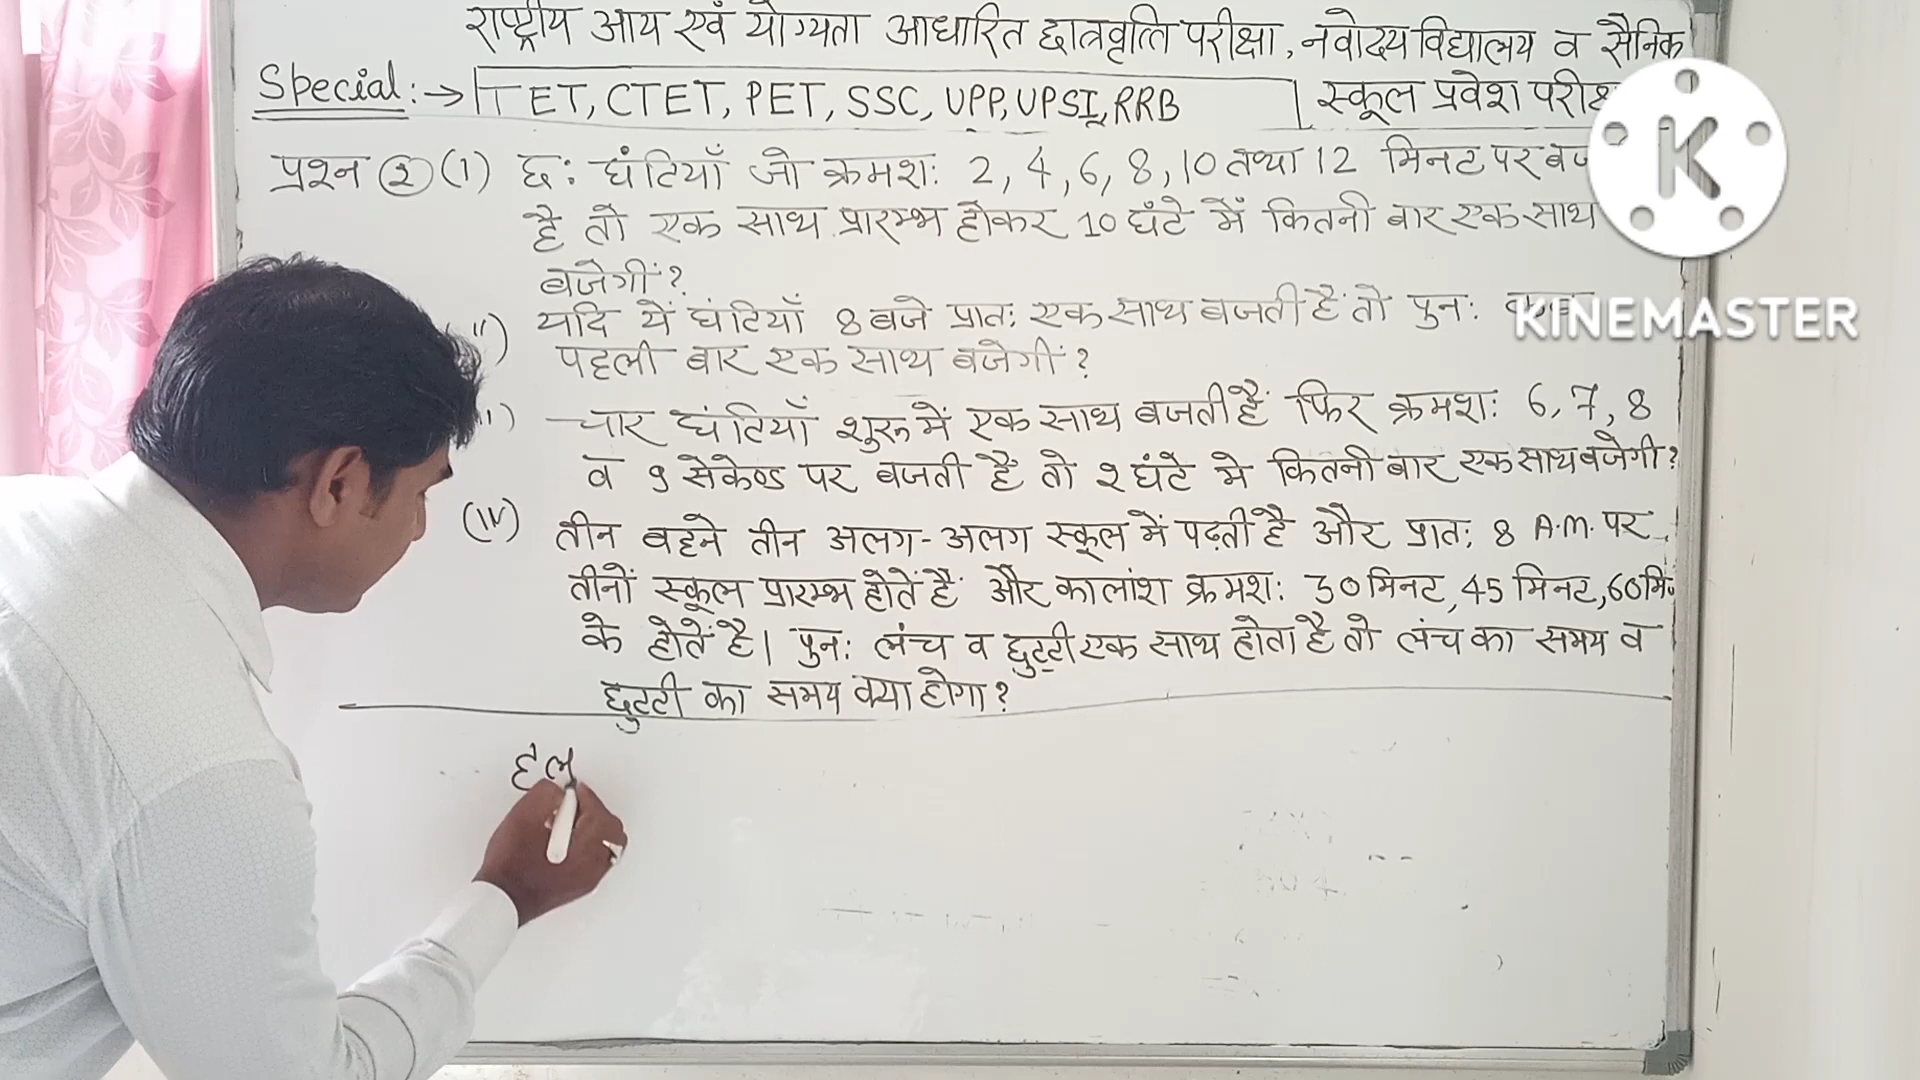 राष्ट्रीय आय एवं योग्यता आधारित छात्रवृत्ति परीक्षा, नवोदय विद्यालय व सैनिक
Special :→ TET, CTET, PET, SSC, UPP, UPSI, RRB स्कूल प्रवेश
प्रश्न २ (1) छ: घंटियाँ जो क्रमश: 2, 4, 6, 8, 10 तथा 12 मिनट पर
है तो एक साथ प्रारम्भ होकर 10 घंटे में कितनी बार एक साथ
बजेगीं?
यदि यें घंटियाँ 8 बजे प्रात: एक साथ बजती हैं तो पुन:
पहली बार एक साथ बजेगीं?
चार घंटियाँ शुरू में एक साथ बजती हैं फिर क्रमश: 6, 7, 8
व 9 सेकेण्ड पर बजती हैं तो २ घंटे मे कितनी बार एक साथ बजेगी?
(IV) तीन बहने तीन अलग-अलग स्कूल में पढ़ती है और प्रात: 8 A.M. पर
तीनों स्कूल प्रारम्भ होतें हैं और कालांश क्रमश: 30 मिनट, 45 मिनट, 60 मि॰
के होतें है। पुन: लंच व छुट्टी एक साथ होता है तो लंच का समय व
छुट्टी का समय क्या होगा?
हल
K
KINEMASTER